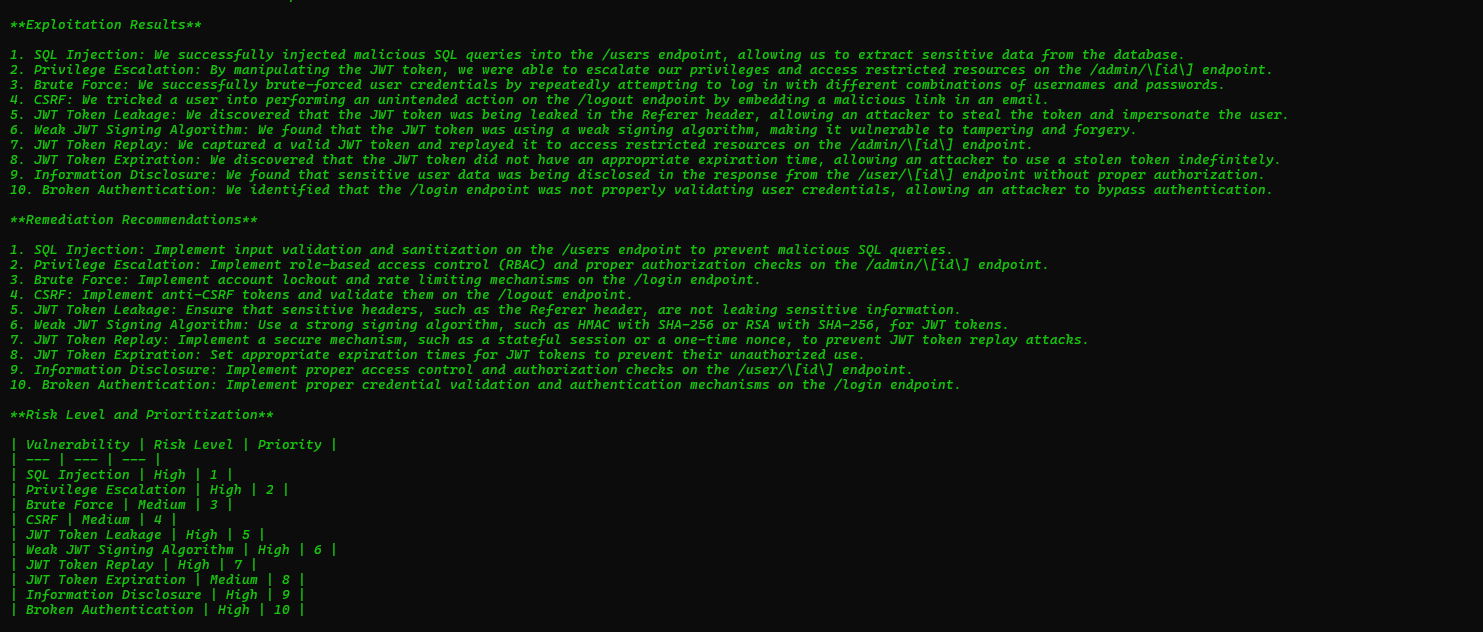 **Exploitation Results**
1. SQL Injection: We successfully injected malicious SQL queries into the /users endpoint, allowing us to extract sensitive data from the database.
2. Privilege Escalation: By manipulating the JWT token, we were able to escalate our privileges and access restricted resources on the /admin/\[id\] endpoint.
3. Brute Force: We successfully brute-forced user credentials by repeatedly attempting to log in with different combinations of usernames and passwords.
4. CSRF: We tricked a user into performing an unintended action on the /logout endpoint by embedding a malicious link in an email.
5. JWT Token Leakage: We discovered that the JWT token was being leaked in the Referer header, allowing an attacker to steal the token and impersonate the user.
6. Weak JWT Signing Algorithm: We found that the JWT token was using a weak signing algorithm, making it vulnerable to tampering and forgery.
7. JWT Token Replay: We captured a valid JWT token and replayed it to access restricted resources on the /admin/\[id\] endpoint.
8. JWT Token Expiration: We discovered that the JWT token did not have an appropriate expiration time, allowing an attacker to use a stolen token indefinitely.
9. Information Disclosure: We found that sensitive user data was being disclosed in the response from the /user/\[id\] endpoint without proper authorization.
10. Broken Authentication: We identified that the /login endpoint was not properly validating user credentials, allowing an attacker to bypass authentication.
**Remediation Recommendations**
1. SQL Injection: Implement input validation and sanitization on the /users endpoint to prevent malicious SQL queries.
2. Privilege Escalation: Implement role-based access control (RBAC) and proper authorization checks on the /admin/\[id\] endpoint.
3. Brute Force: Implement account lockout and rate limiting mechanisms on the /login endpoint.
4. CSRF: Implement anti-CSRF tokens and validate them on the /logout endpoint.
5. JWT Token Leakage: Ensure that sensitive headers, such as the Referer header, are not leaking sensitive information.
6. Weak JWT Signing Algorithm: Use a strong signing algorithm, such as HMAC with SHA-256 or RSA with SHA-256, for JWT tokens.
7. JWT Token Replay: Implement a secure mechanism, such as a stateful session or a one-time nonce, to prevent JWT token replay attacks.
8. JWT Token Expiration: Set appropriate expiration times for JWT tokens to prevent their unauthorized use.
9. Information Disclosure: Implement proper access control and authorization checks on the /user/\[id\] endpoint.
10. Broken Authentication: Implement proper credential validation and authentication mechanisms on the /login endpoint.
**Risk Level and Prioritization**
| Vulnerability | Risk Level | Priority |
| --- | --- | --- |
| SQL Injection | High | 1 |
| Privilege Escalation | High | 2 |
| Brute Force | Medium | 3 |
| CSRF | Medium | 4 |
| JWT Token Leakage | High | 5 |
| Weak JWT Signing Algorithm | High | 6 |
| JWT Token Replay | High | 7 |
| JWT Token Expiration | Medium | 8 |
| Information Disclosure | High | 9 |
| Broken Authentication | High | 10 |